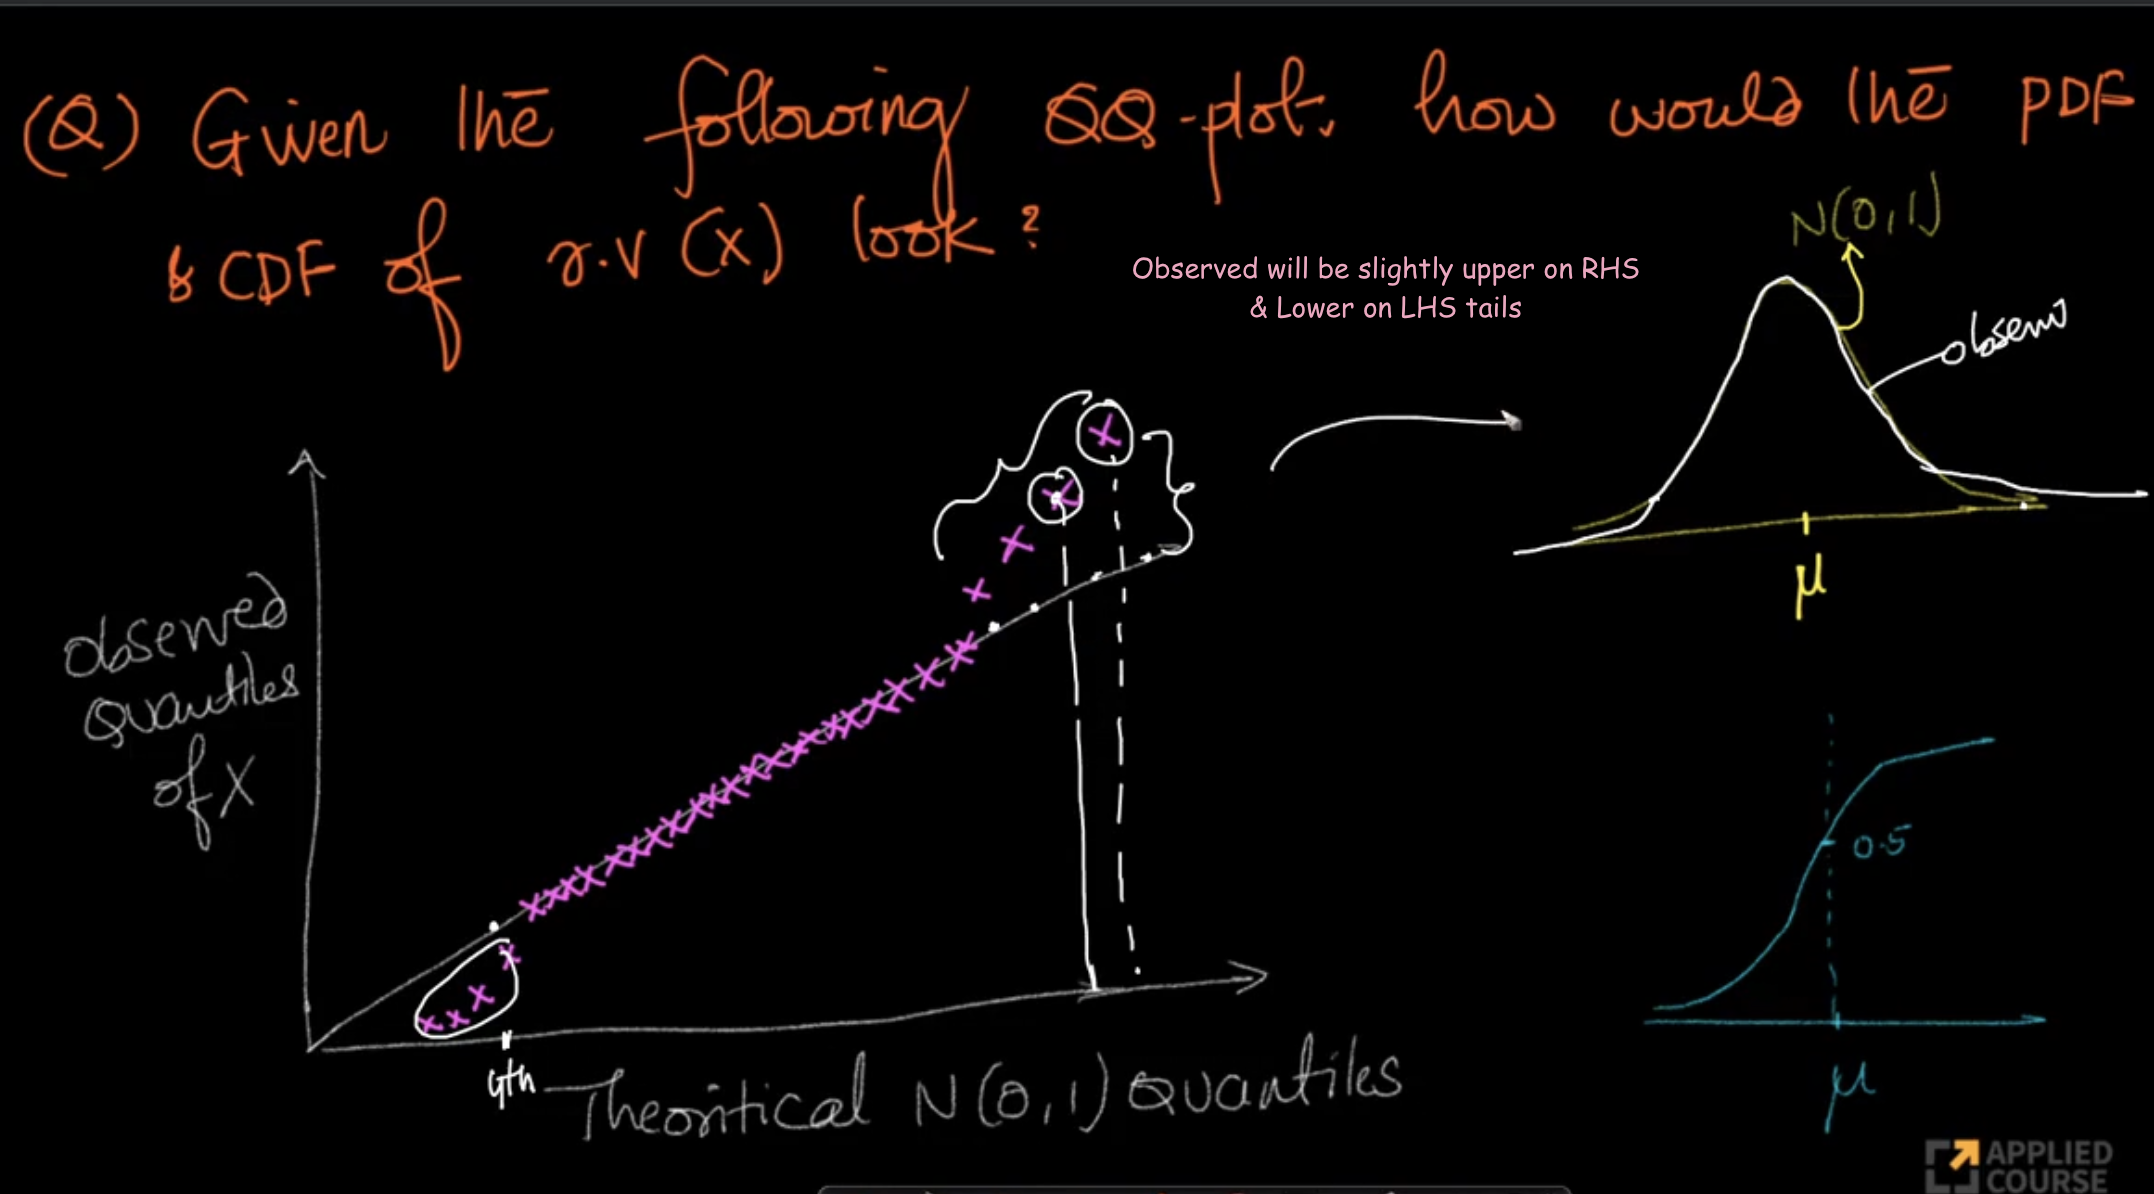 (Q) Given the following QQ-plot, how would the PDF
& CDF of r.v (X) look?
Observed will be slightly upper on RHS
& Lower on LHS tails
N(0,1)
observ
μ
Observed
Quantiles
of X
4th
Theoritical N(0,1) Quantiles
0.5
μ
APPLIED
COURSE